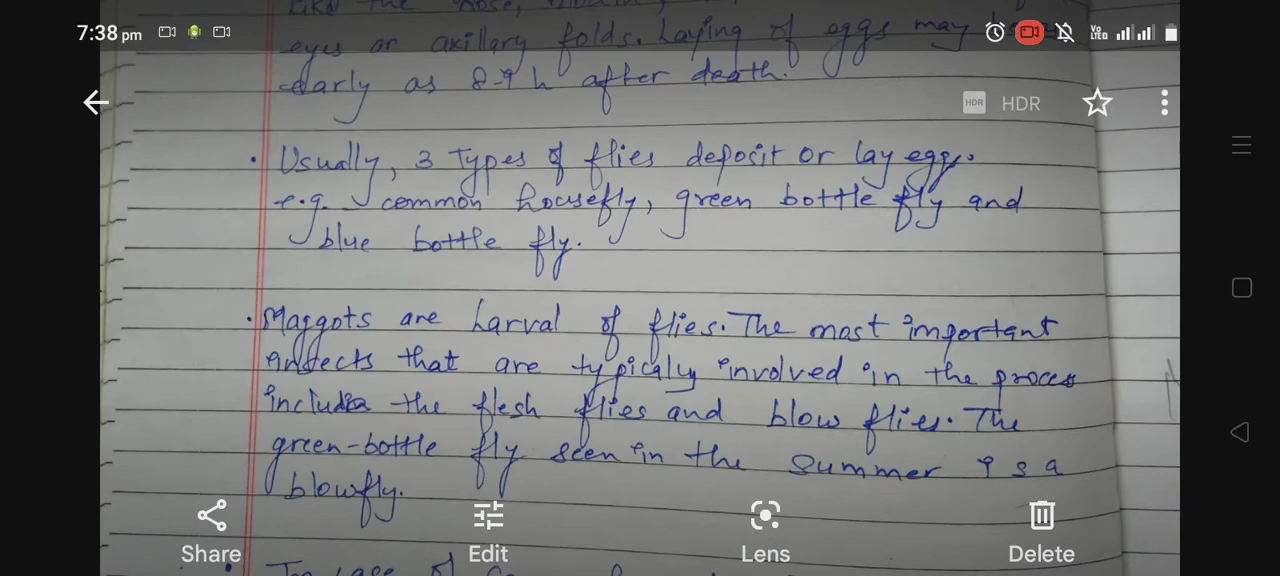 7:38 pm
eyes or axillary folds. Laying of eggs may
early as 8-9 h after death.
HDR HDR
• Usually, 3 Types of flies deposit or lay eggs.
e.g. common housefly, green bottle fly and
blue bottle fly.
• Maggots are Larval of flies. The most important
insects that are typicaly involved in the proces
include the flesh flies and blow flies. The
green-bottle fly seen in the summer is a
blowfly.
Share Edit Lens Delete